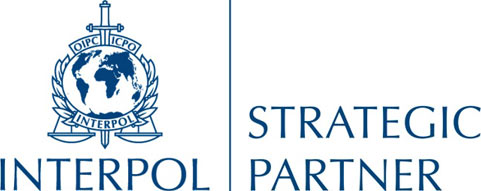 OIPC ICPO
INTERPOL
INTERPOL
STRATEGIC
PARTNER